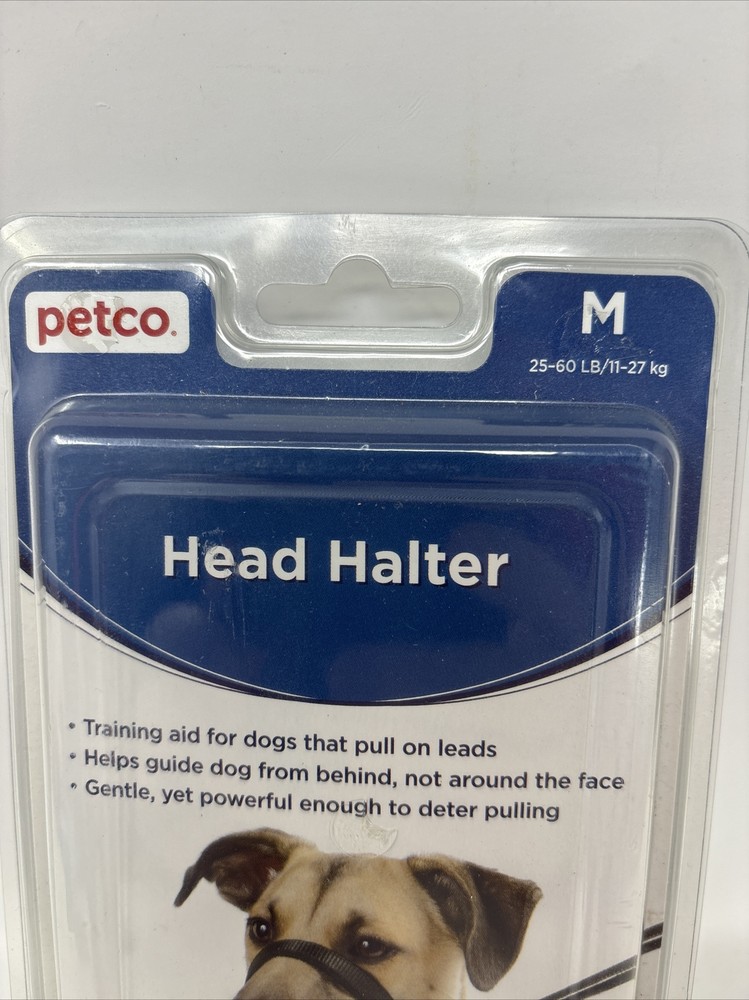 petco.
M
25-60 LB/11-27 kg
Head Halter
• Training aid for dogs that pull on leads
• Helps guide dog from behind, not around the face
• Gentle, yet powerful enough to deter pulling